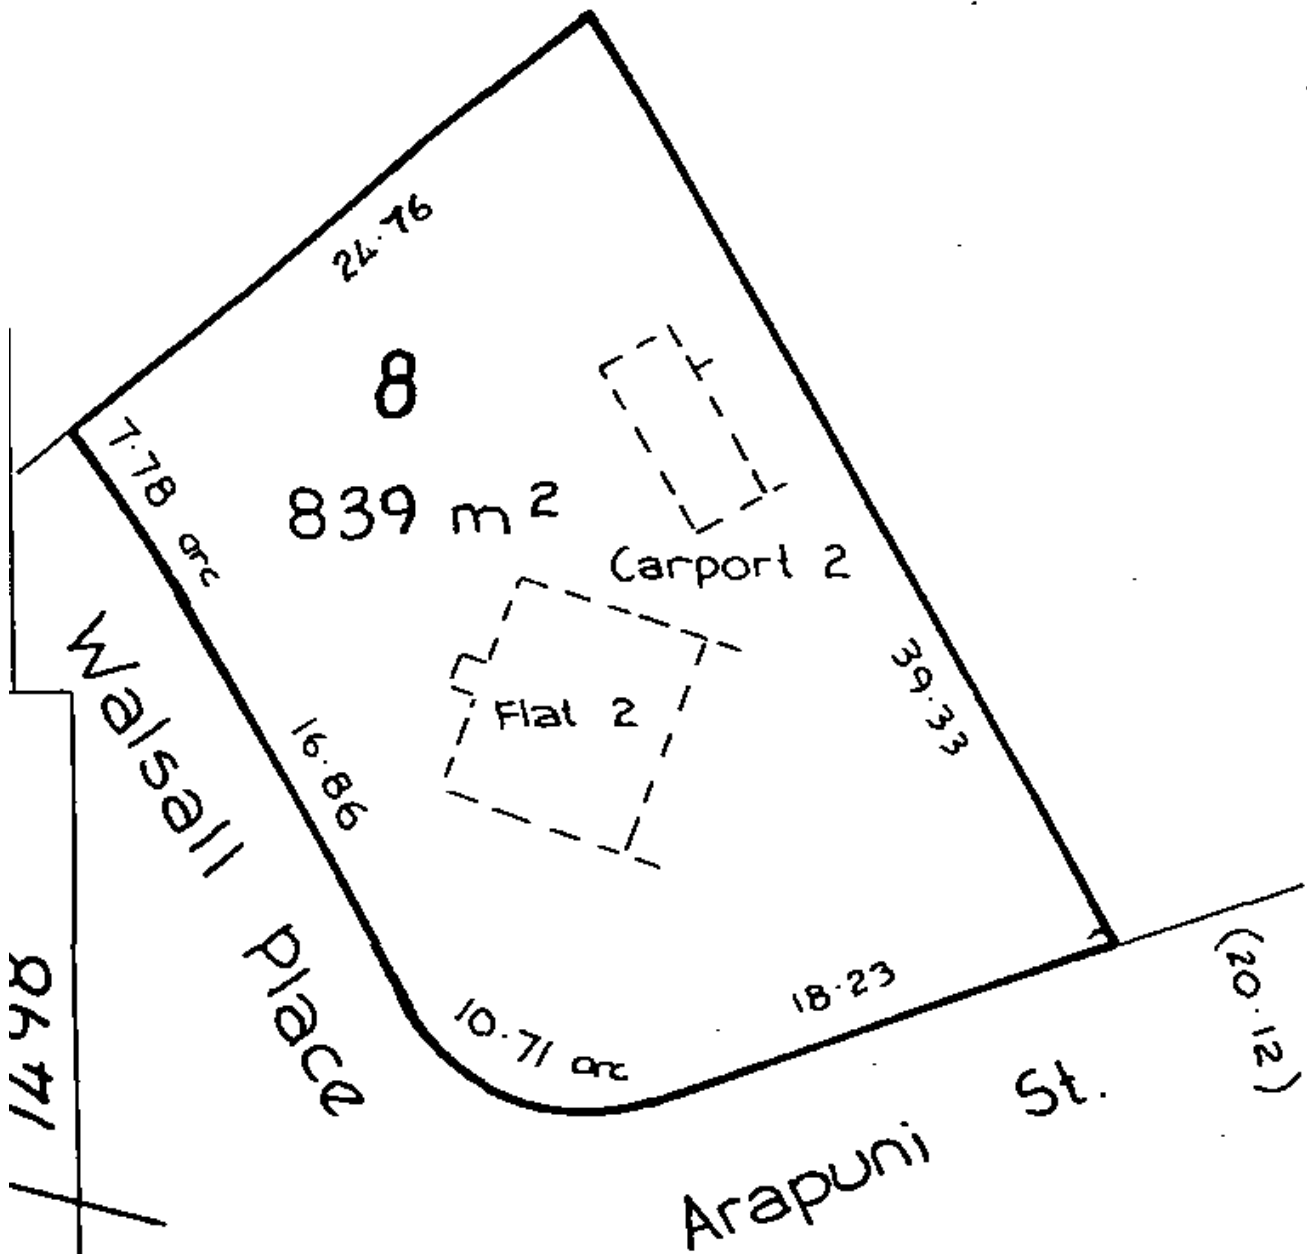 24.76
8
7.78 arc
839 m²
Carport 2
Walsall Place
16.86
Flat 2
39.33
10.71 arc
18.23
(20.12)
Arapuni St.
1498